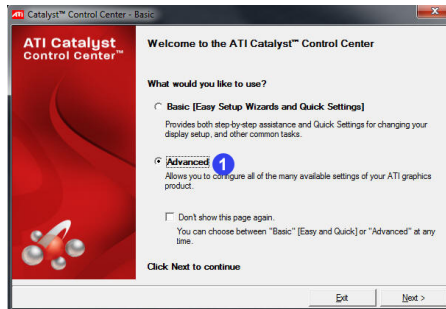 ATI Catalyst™ Control Center - Basic
ATI Catalyst™
Control Center™
Welcome to the ATI Catalyst™ Control Center
What would you like to use?
Basic [Easy Setup Wizards and Quick Settings]
Provides both step-by-step assistance and Quick Settings for changing your
display setup, and other common tasks.
Advanced 1
Allows you to configure all of the many available settings of your ATI graphics
product.
Don't show this page again.
You can choose between "Basic" [Easy and Quick] or "Advanced" at any
time.
Click Next to continue
Exit
Next >